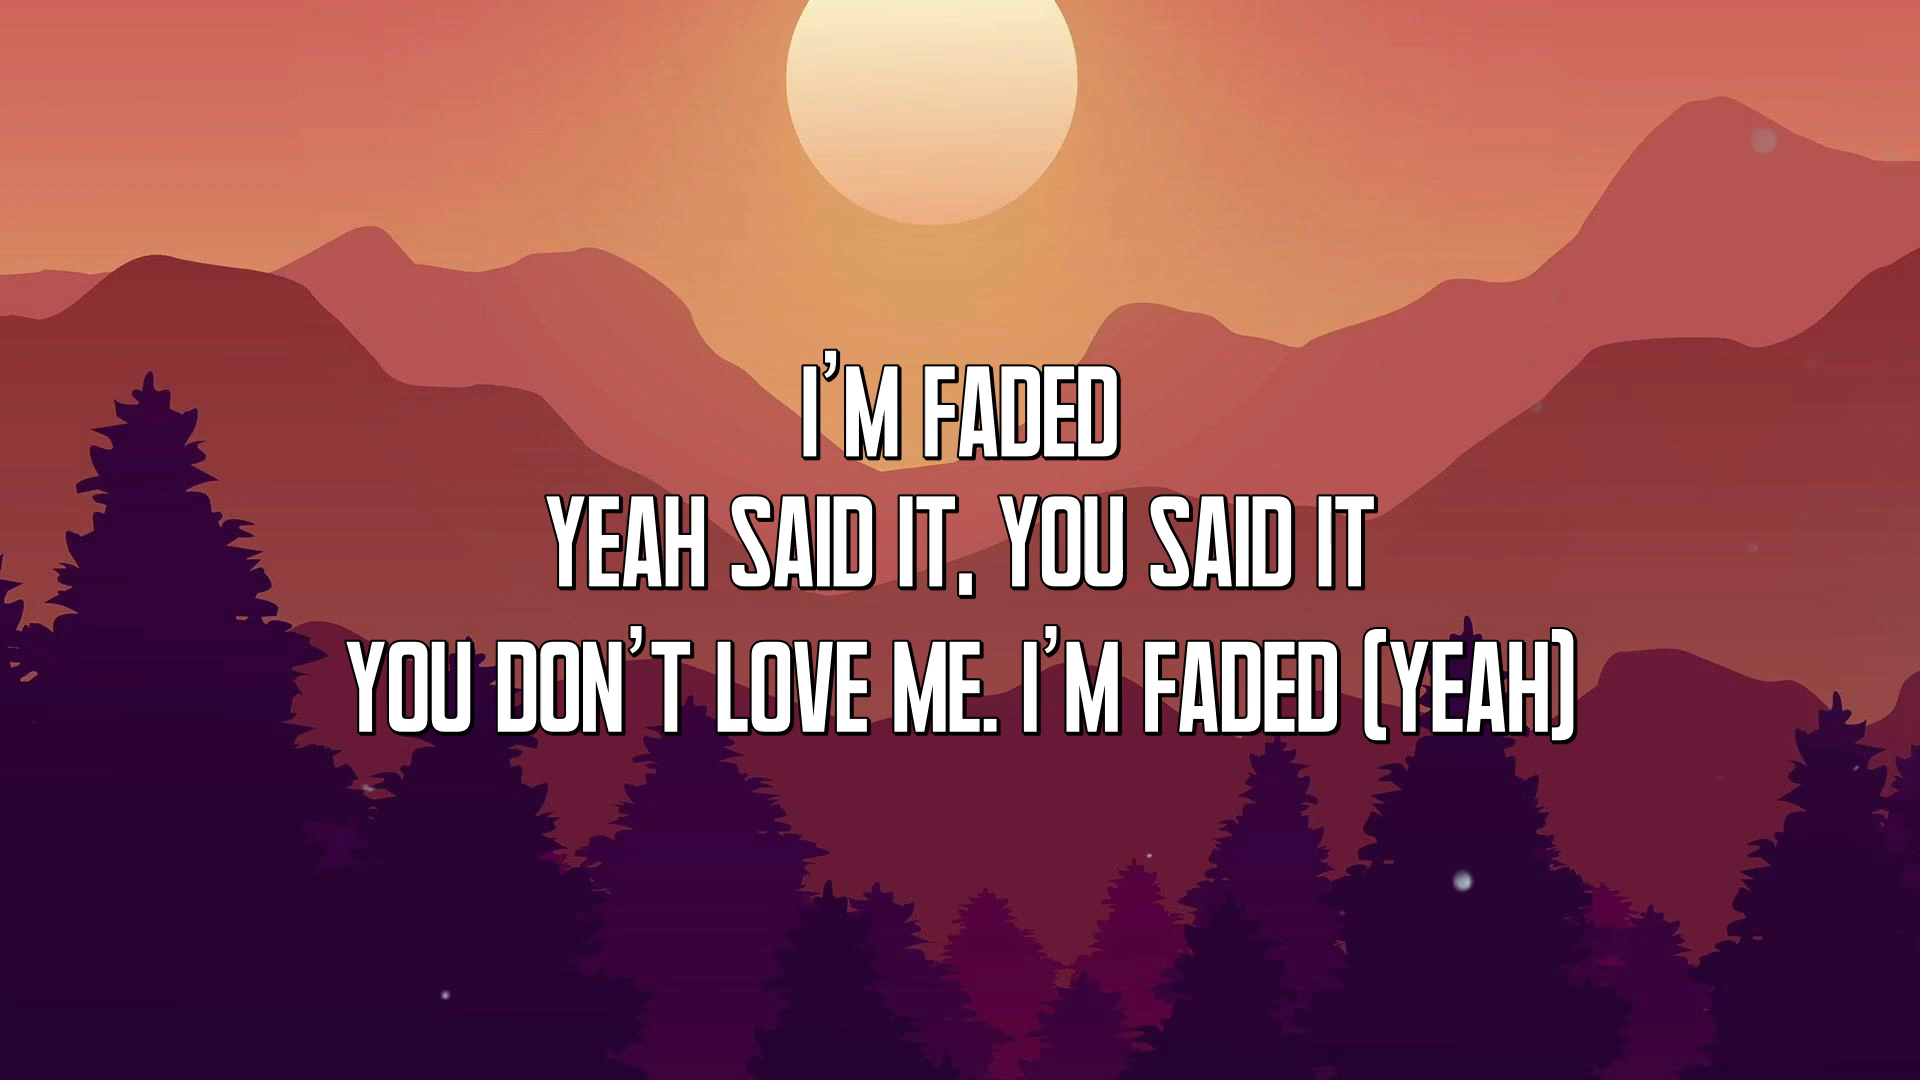 I'M FADED
YEAH SAID IT, YOU SAID IT
YOU DON'T LOVE ME. I'M FADED (YEAH)